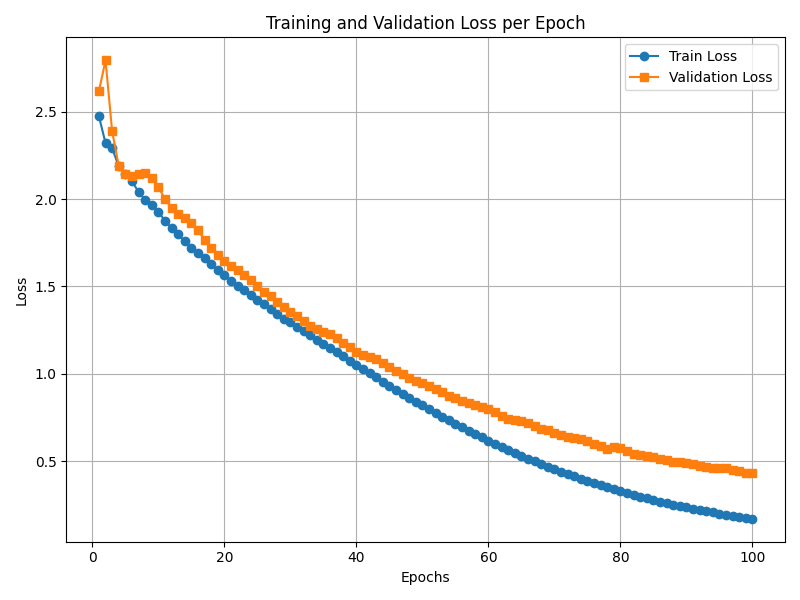 Training and Validation Loss per Epoch
Train Loss
Validation Loss
Loss
2.5
2.0
1.5
1.0
0.5
0 20 40 60 80 100
Epochs